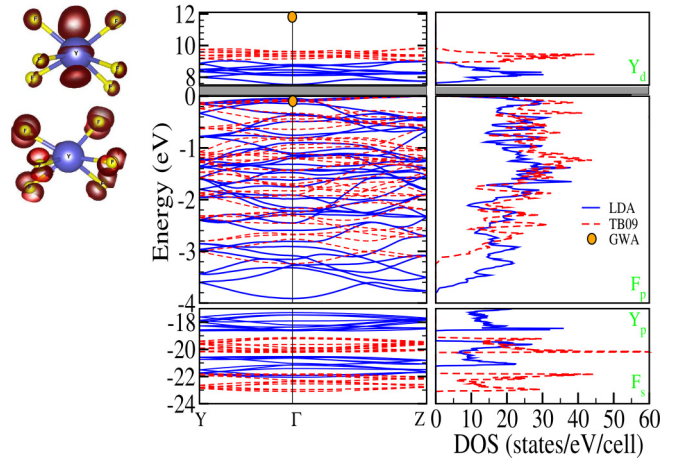 F F
Y
F F
F F
Y
Energy (eV)
12
10
8
0
-1
-2
-3
-4
-18
-20
-22
-24
Y Γ Z
Y_d
LDA
TB09
GWA
F_p
Y_p
F_s
0 10 20 30 40 50 60
DOS (states/eV/cell)